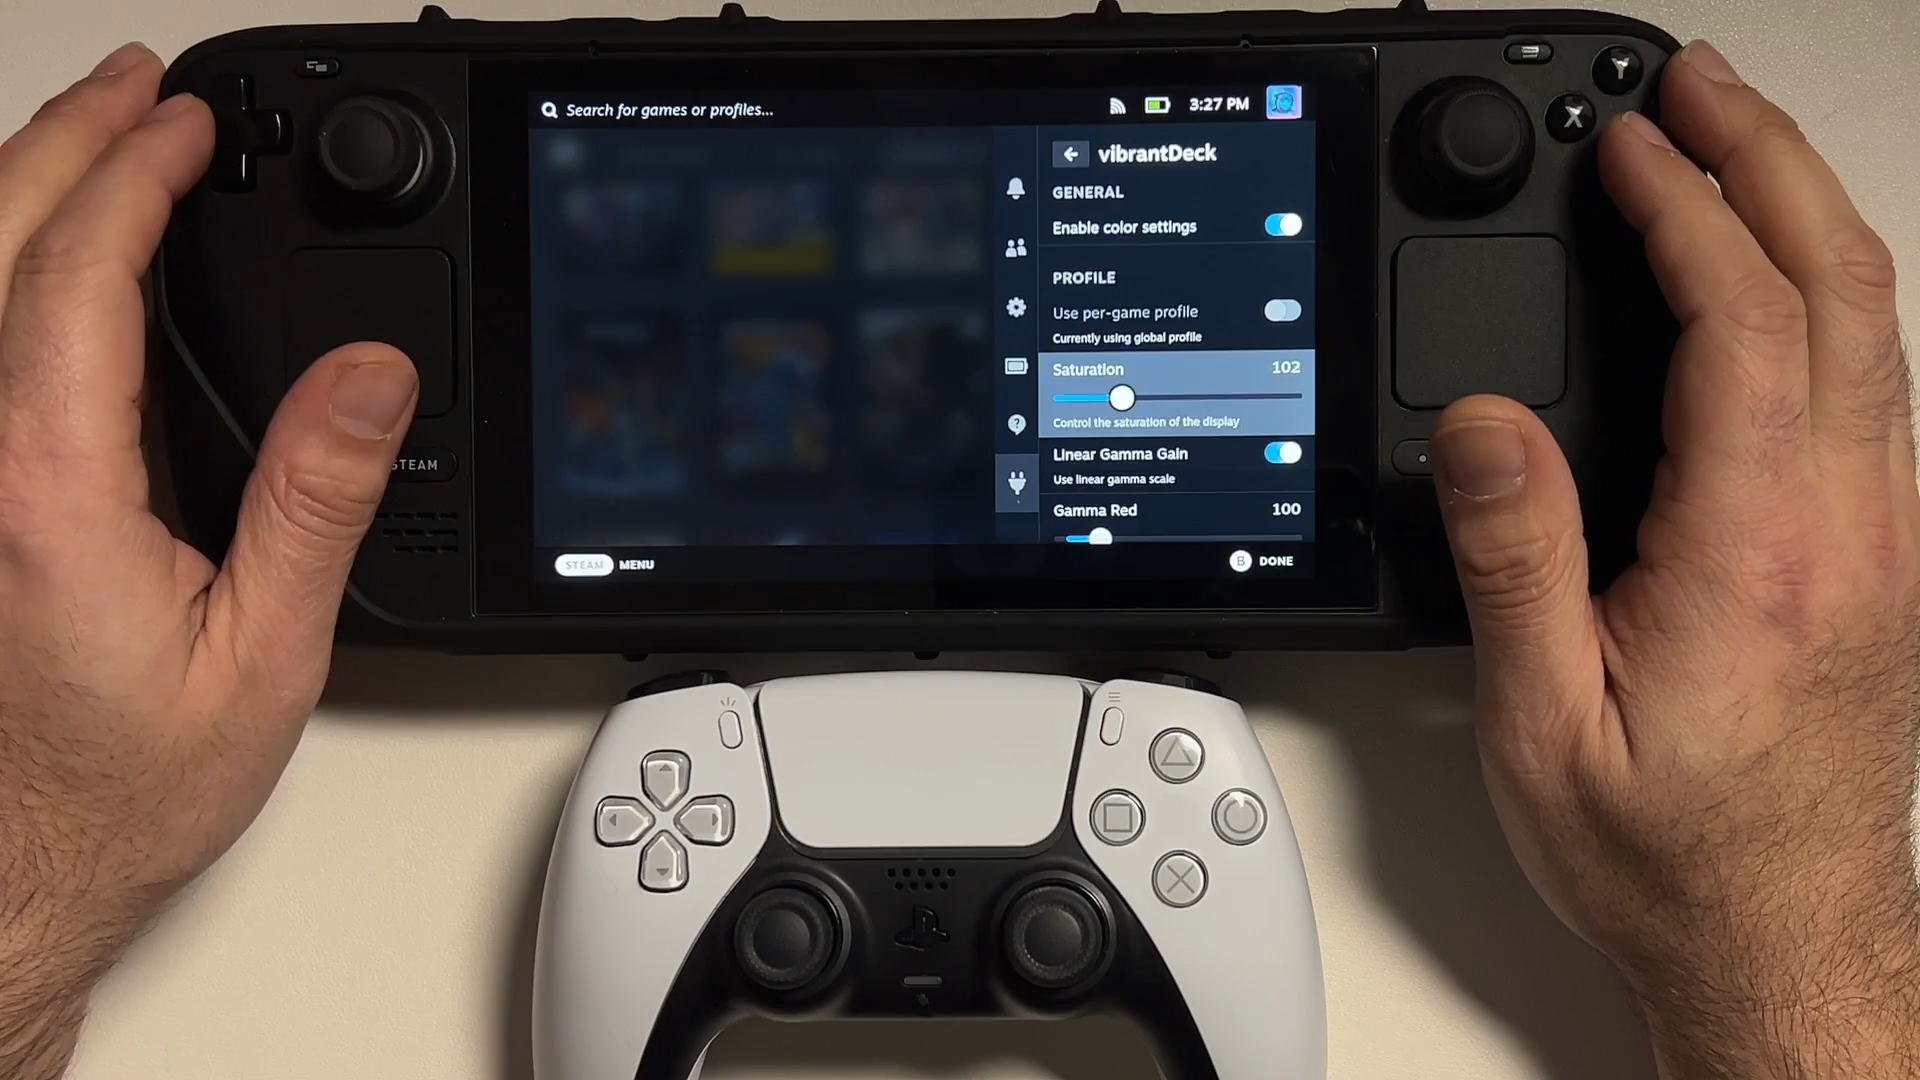 Search for games or profiles...
3:27 PM
Y
X
vibrantDeck
GENERAL
Enable color settings
PROFILE
Use per-game profile
Currently using global profile
Saturation 102
Control the saturation of the display
Linear Gamma Gain
Use linear gamma scale
Gamma Red 100
STEAM
STEAM MENU
B DONE